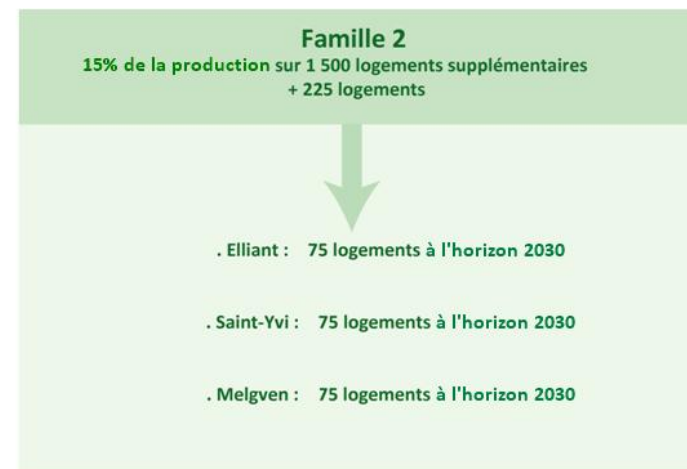 Famille 2
15% de la production sur 1 500 logements supplémentaires
+ 225 logements
. Elliant : 75 logements à l'horizon 2030
. Saint-Yvi : 75 logements à l'horizon 2030
. Melgven : 75 logements à l'horizon 2030